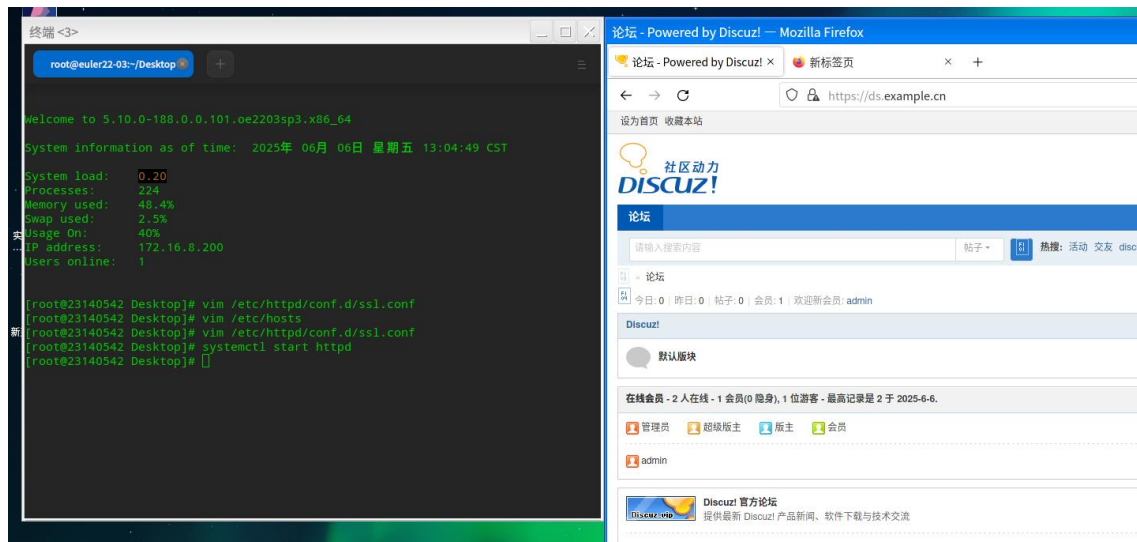 终端 <3>
root@euler22-03:~/Desktop
Welcome to 5.10.0-188.0.0.101.oe2203sp3.x86_64
System information as of time: 2025年 06月 06日 星期五 13:04:49 CST
System load: 0.20
Processes: 224
Memory used: 48.4%
Swap used: 2.5%
Usage On: 40%
IP address: 172.16.8.200
Users online: 1
[root@23140542 Desktop]# vim /etc/httpd/conf.d/ssl.conf
[root@23140542 Desktop]# vim /etc/hosts
[root@23140542 Desktop]# vim /etc/httpd/conf.d/ssl.conf
[root@23140542 Desktop]# systemctl start httpd
[root@23140542 Desktop]#
实
...
新
论坛 - Powered by Discuz! — Mozilla Firefox
论坛 - Powered by Discuz! ×
新标签页 × +
https://ds.example.cn
设为首页 收藏本站
社区动力
DISCUZ!
论坛
请输入搜索内容 帖子 热搜: 活动 交友 disc
› 论坛
今日: 0 | 昨日: 0 | 帖子: 0 | 会员: 1 | 欢迎新会员: admin
Discuz!
默认版块
在线会员 - 2 人在线 - 1 会员(0 隐身), 1 位游客 - 最高记录是 2 于 2025-6-6.
管理员 超级版主 版主 会员
admin
Discuz! 官方论坛
Discuz-vip
提供最新 Discuz! 产品新闻、软件下载与技术交流